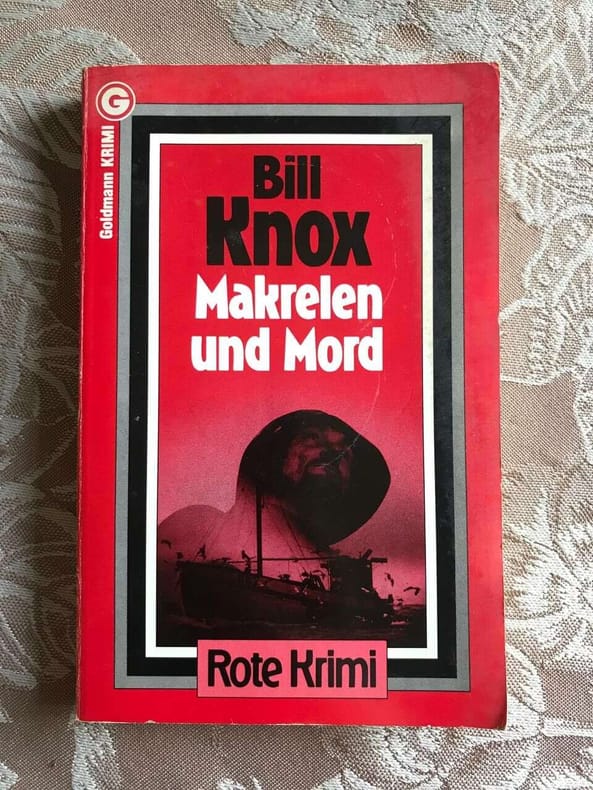 G
Goldmann KRIMI
Bill
Knox
Makrelen
und Mord
Rote Krimi